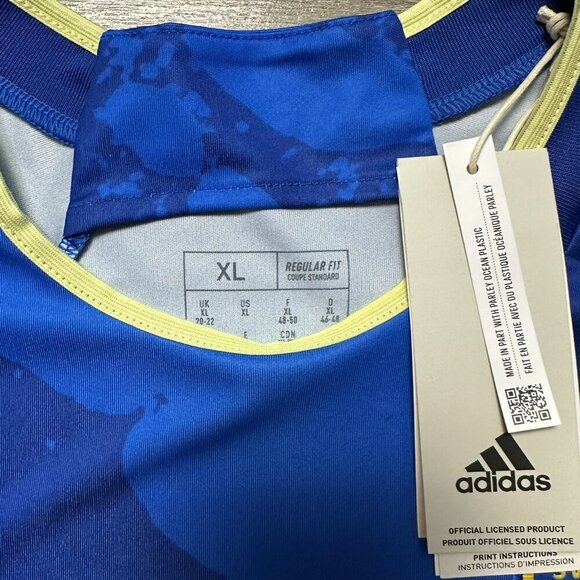 XL
REGULAR FIT
COUPE STANDARD
UK
XL
20-22
US
XL
F
XL
48-50
D
XL
46-48
E
CDN
MADE IN PART WITH PARLEY OCEAN PLASTIC
FAIT EN PARTIE AVEC DU PLASTIQUE OCÉANIQUE PARLEY
adidas
OFFICIAL LICENSED PRODUCT
PRODUIT OFFICIEL SOUS LICENCE
PRINT INSTRUCTIONS
INSTRUCTIONS D'IMPRESSION